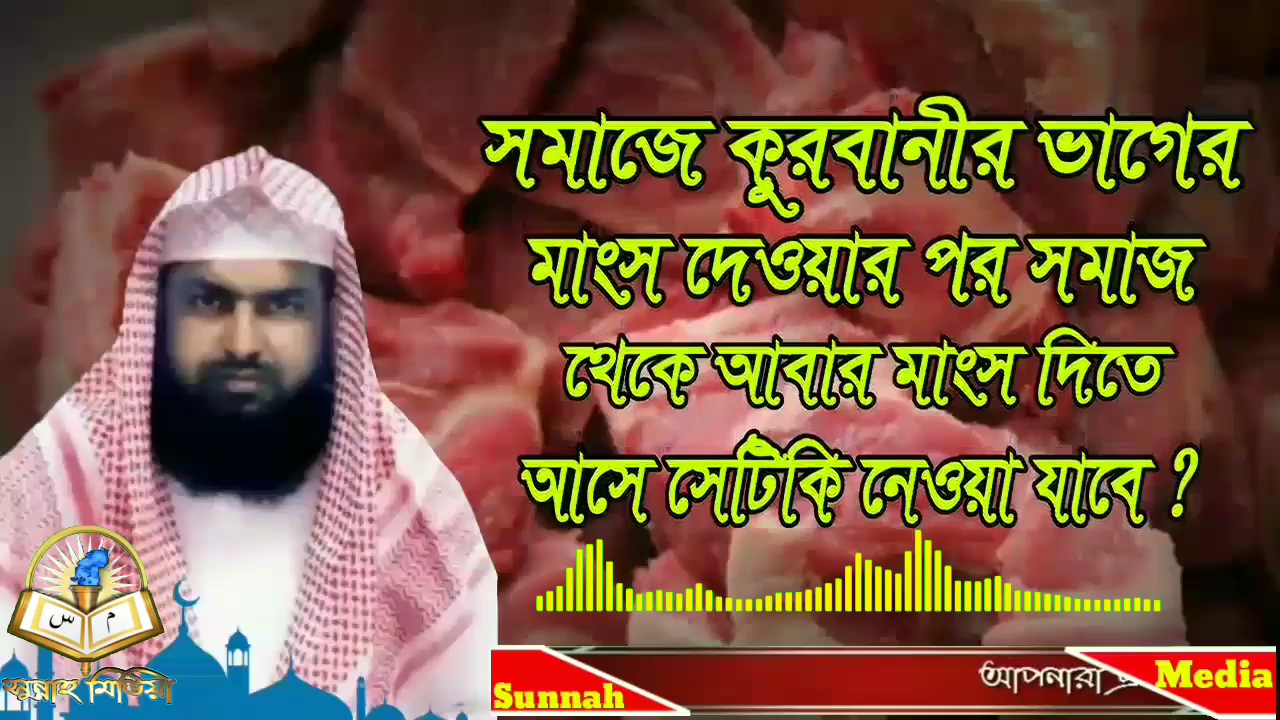 সমাজে কুরবানীর ভাগের
মাংস দেওয়ার পর সমাজ
থেকে আবার মাংস দিতে
আসে সেটিকি নেওয়া যাবে ?
س م
সুন্নাহ মিডিয়া
Sunnah
আপনারা
Media